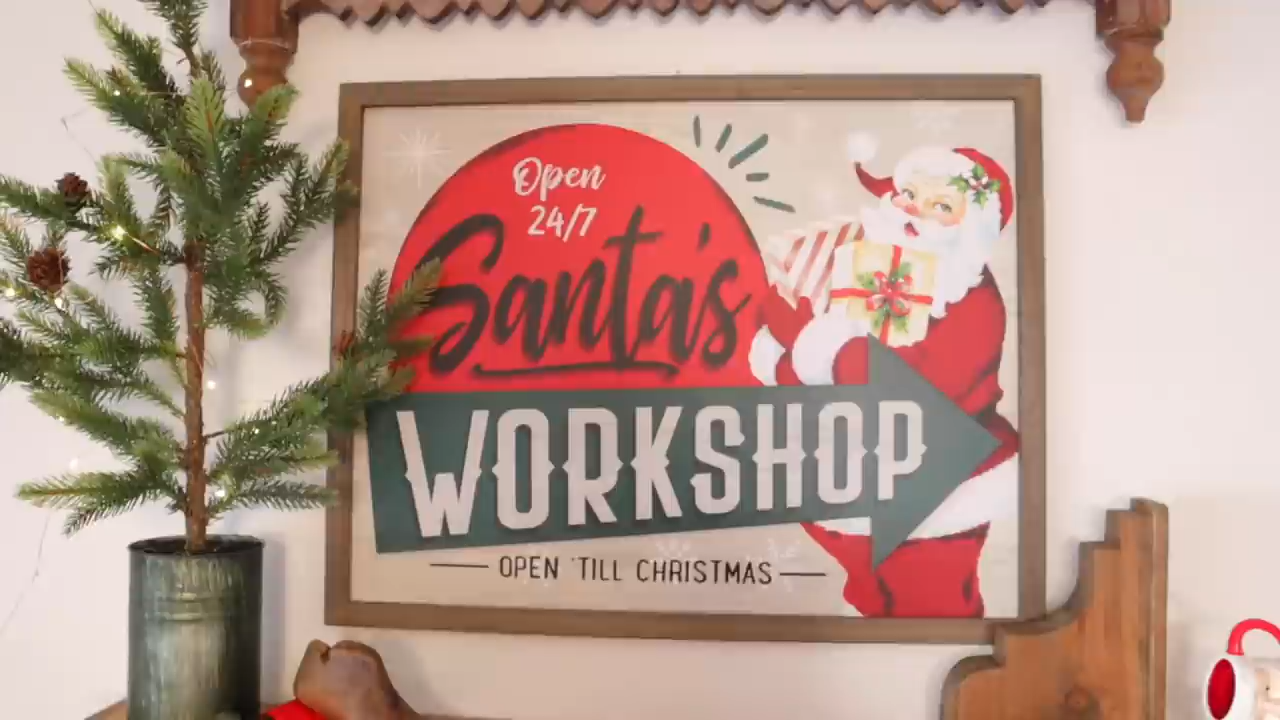 Open
24/7
Santa's
WORKSHOP
OPEN 'TILL CHRISTMAS